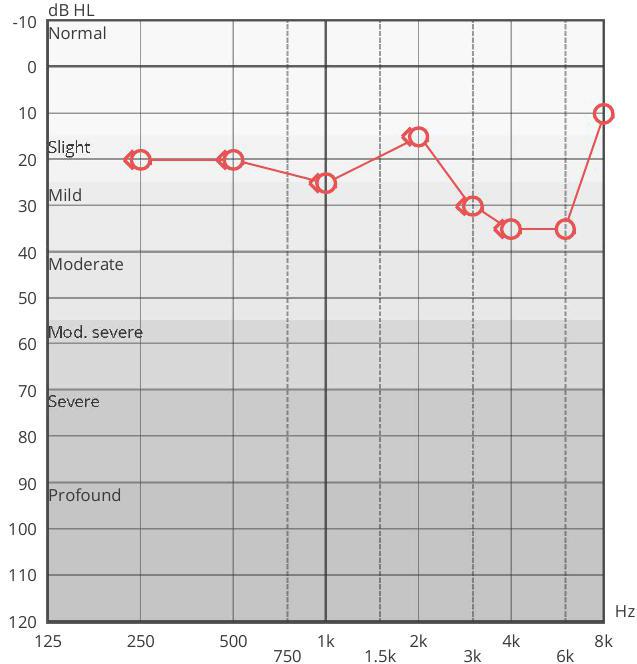 dB HL
-10
Normal
0
10
Slight
20
Mild
30
40
Moderate
50
Mod. severe
60
70
Severe
80
90
Profound
100
110
120
Hz
125 250 500 1k 2k 4k 8k
750 1.5k 3k 6k